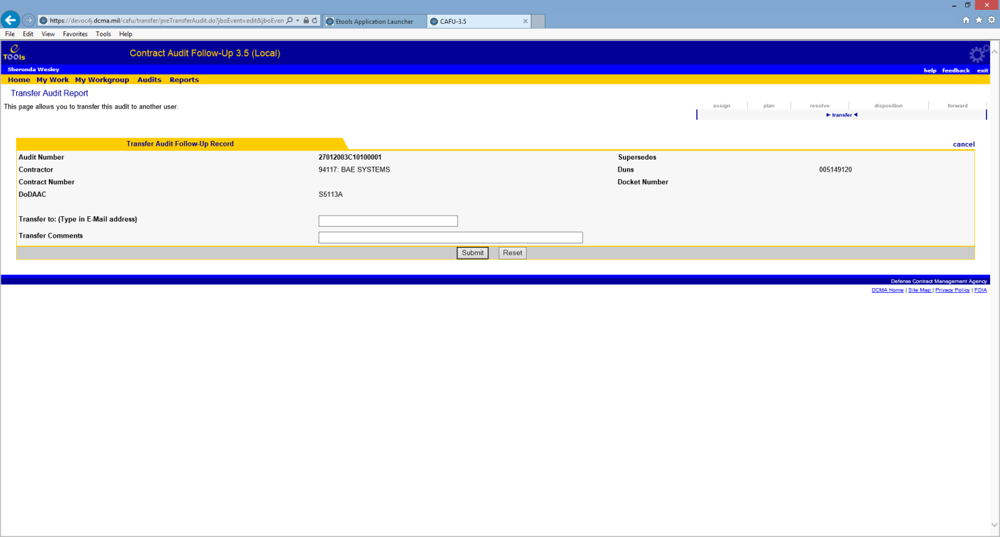 https://devoc4j.dcma.mil/cafu/transfer/preTransferAudit.do?jboEvent=edit&jboEven
Etools Application Launcher
CAFU-3.5
File Edit View Favorites Tools Help
e TOOls
Contract Audit Follow-Up 3.5 (Local)
Sheronda Wesley
help feedback exit
Home My Work My Workgroup Audits Reports
Transfer Audit Report
This page allows you to transfer this audit to another user.
assign plan resolve disposition forward
transfer
Transfer Audit Follow-Up Record
cancel
Audit Number 27012003C10100001 Supersedes
Contractor 94117: BAE SYSTEMS Duns 005149120
Contract Number Docket Number
DoDAAC S5113A
Transfer to: (Type in E-Mail address)
Transfer Comments
Submit Reset
Defense Contract Management Agency
DCMA Home | Site Map | Privacy Policy | FOIA